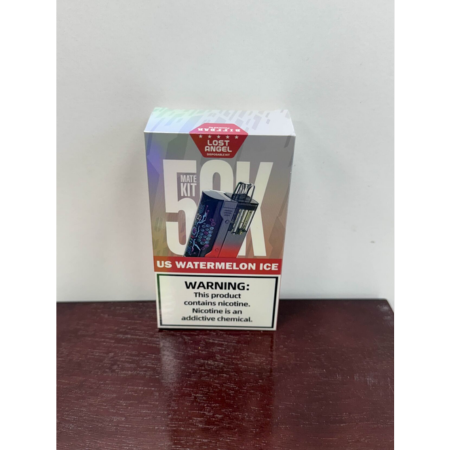 LOST
ANGEL
MATE
KIT
50K
US WATERMELON ICE
WARNING:
This product
contains nicotine.
Nicotine is an
addictive chemical.